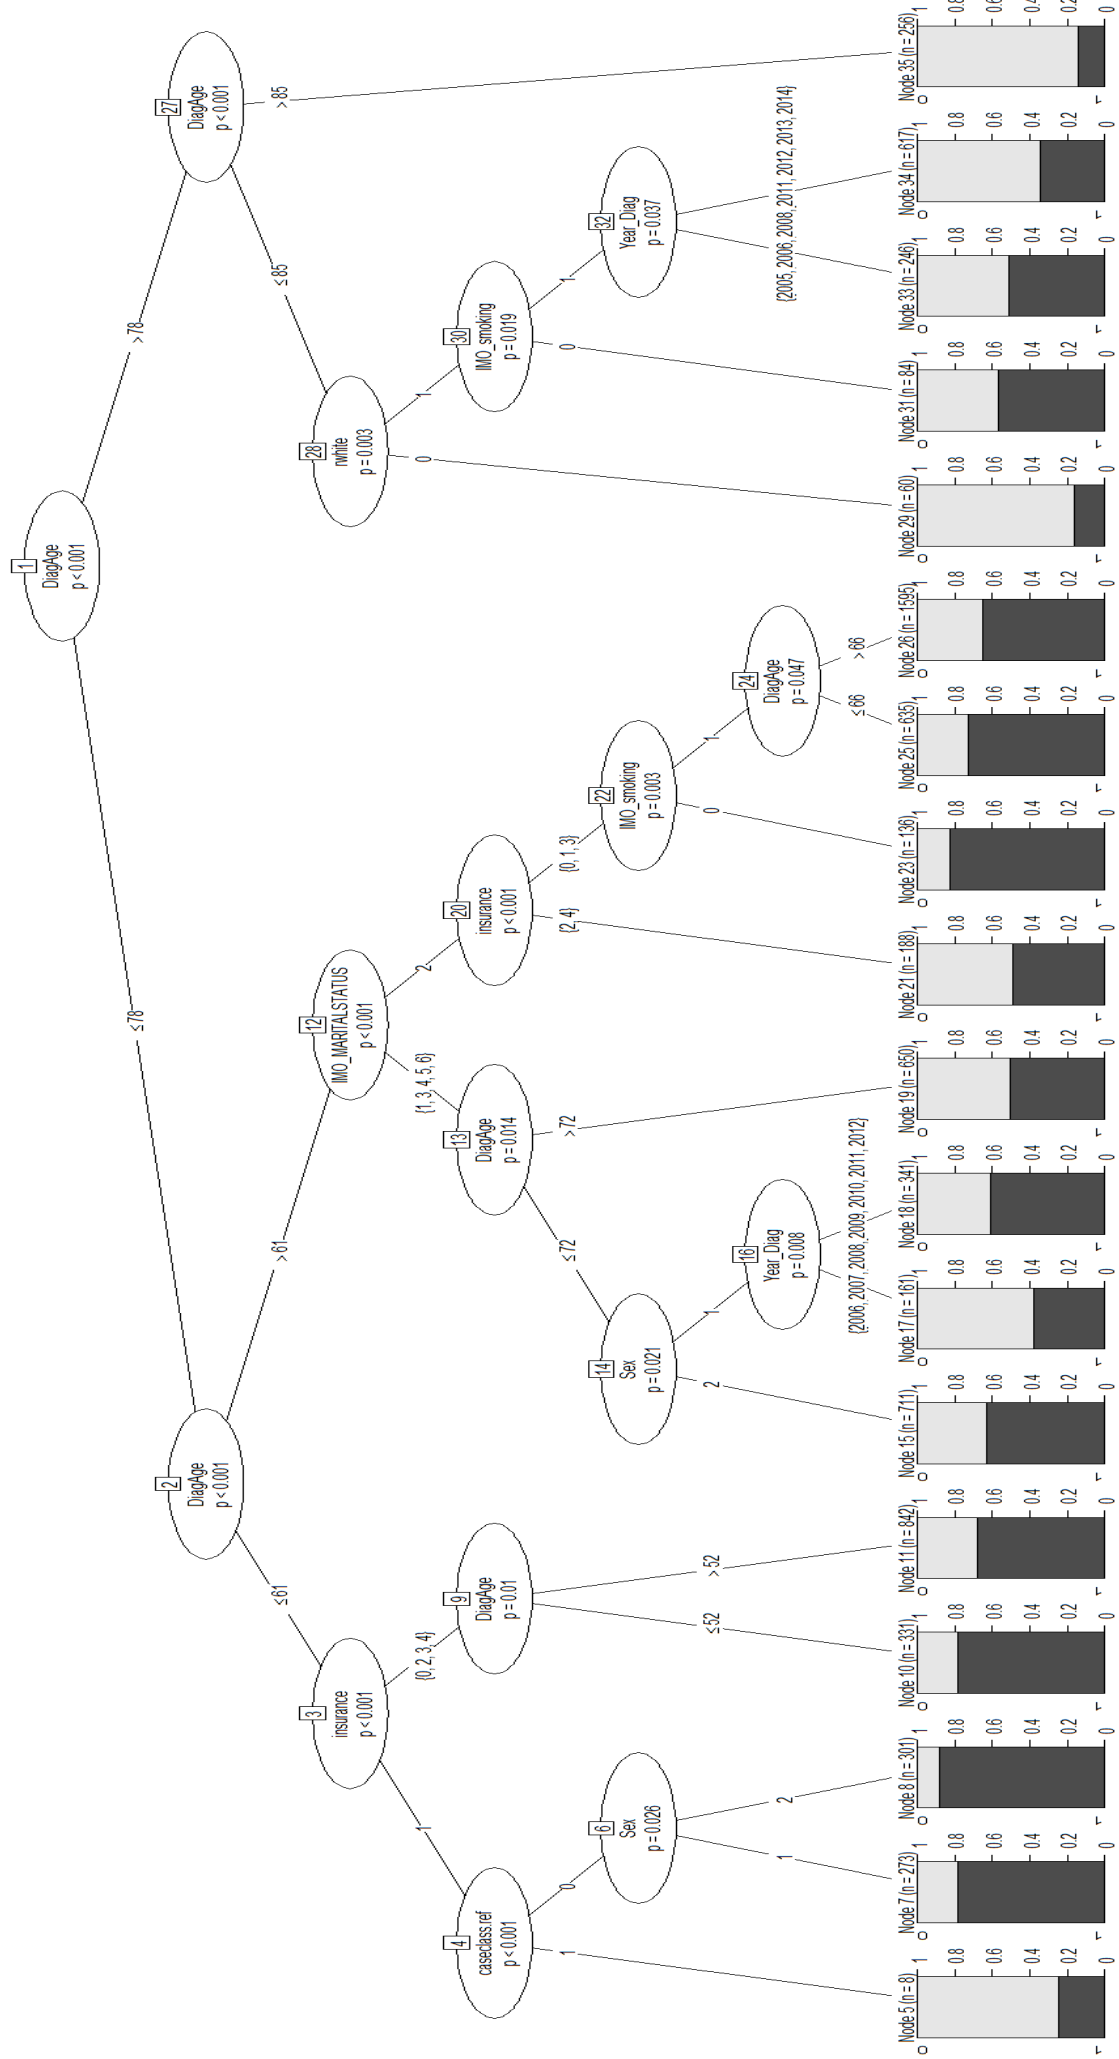 1
DiagAge
p < 0.001
≤78
>78
2
DiagAge
p < 0.001
≤61
>61
3
insurance
p < 0.001
1
{0, 2, 3, 4}
4
caseclass.ref
p < 0.001
1
0
Node 5 (n = 8)
6
Sex
p = 0.026
1
2
Node 7 (n = 273)
Node 8 (n = 301)
9
DiagAge
p = 0.01
≤52
>52
Node 10 (n = 331)
Node 11 (n = 842)
12
IMO_MARITALSTATUS
p < 0.001
{1, 3, 4, 5, 6}
2
13
DiagAge
p = 0.014
≤72
>72
14
Sex
p = 0.021
2
1
Node 15 (n = 711)
16
Year_Diag
p = 0.008
{2006, 2007, 2008, 2009, 2010, 2011, 2012}
Node 17 (n = 161)
Node 18 (n = 341)
Node 19 (n = 650)
20
insurance
p < 0.001
{2, 4}
{0, 1, 3}
Node 21 (n = 188)
22
IMO_smoking
p = 0.003
0
1
Node 23 (n = 136)
24
DiagAge
p = 0.047
≤66
>66
Node 25 (n = 635)
Node 26 (n = 1595)
27
DiagAge
p < 0.001
≤85
>85
28
rwhite
p = 0.003
0
1
Node 29 (n = 60)
30
IMO_smoking
p = 0.019
0
1
Node 31 (n = 84)
32
Year_Diag
p = 0.037
{2005, 2006, 2008, 2011, 2012, 2013, 2014}
Node 33 (n = 246)
Node 34 (n = 617)
Node 35 (n = 256)
0
1
1
0.8
0.6
0.4
0.2
0